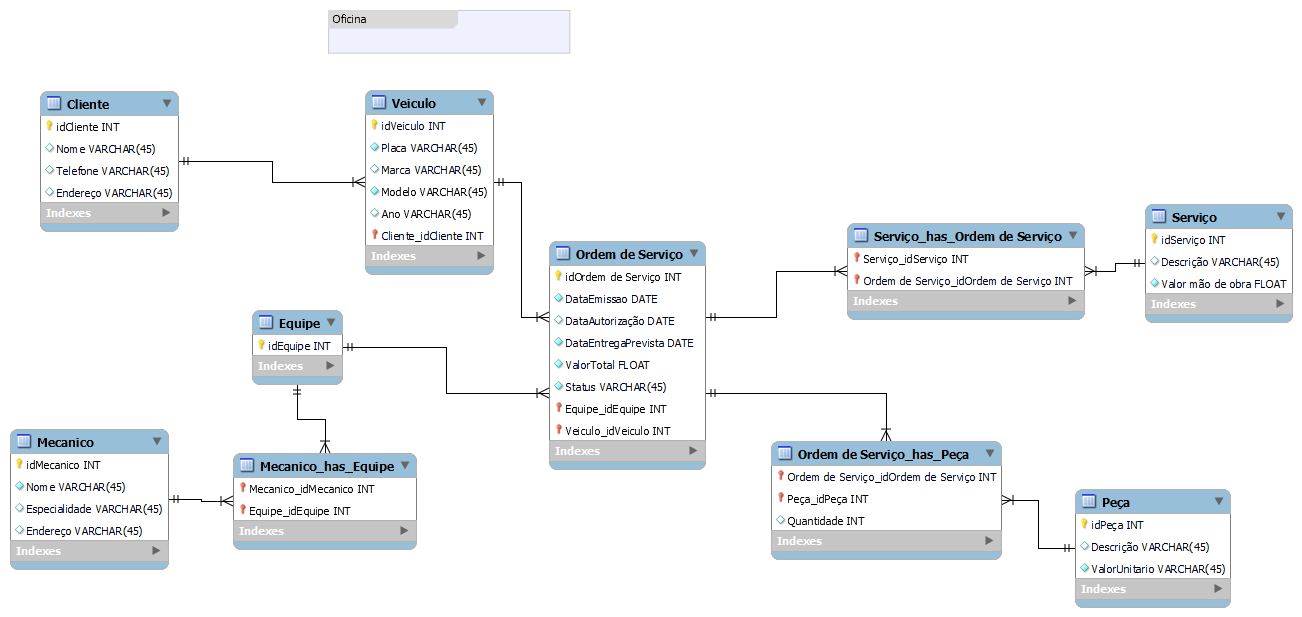 Oficina
Cliente
idCliente INT
Nome VARCHAR(45)
Telefone VARCHAR(45)
Endereço VARCHAR(45)
Indexes
Veiculo
idVeiculo INT
Placa VARCHAR(45)
Marca VARCHAR(45)
Modelo VARCHAR(45)
Ano VARCHAR(45)
Cliente_idCliente INT
Indexes
Ordem de Serviço
idOrdem de Serviço INT
DataEmissao DATE
DataAutorização DATE
DataEntregaPrevista DATE
ValorTotal FLOAT
Status VARCHAR(45)
Equipe_idEquipe INT
Veiculo_idVeiculo INT
Indexes
Serviço_has_Ordem de Serviço
Serviço_idServiço INT
Ordem de Serviço_idOrdem de Serviço INT
Indexes
Serviço
idServiço INT
Descrição VARCHAR(45)
Valor mão de obra FLOAT
Indexes
Equipe
idEquipe INT
Indexes
Mecanico
idMecanico INT
Nome VARCHAR(45)
Especialidade VARCHAR(45)
Endereço VARCHAR(45)
Indexes
Mecanico_has_Equipe
Mecanico_idMecanico INT
Equipe_idEquipe INT
Indexes
Ordem de Serviço_has_Peça
Ordem de Serviço_idOrdem de Serviço INT
Peça_idPeça INT
Quantidade INT
Indexes
Peça
idPeça INT
Descrição VARCHAR(45)
ValorUnitario VARCHAR(45)
Indexes